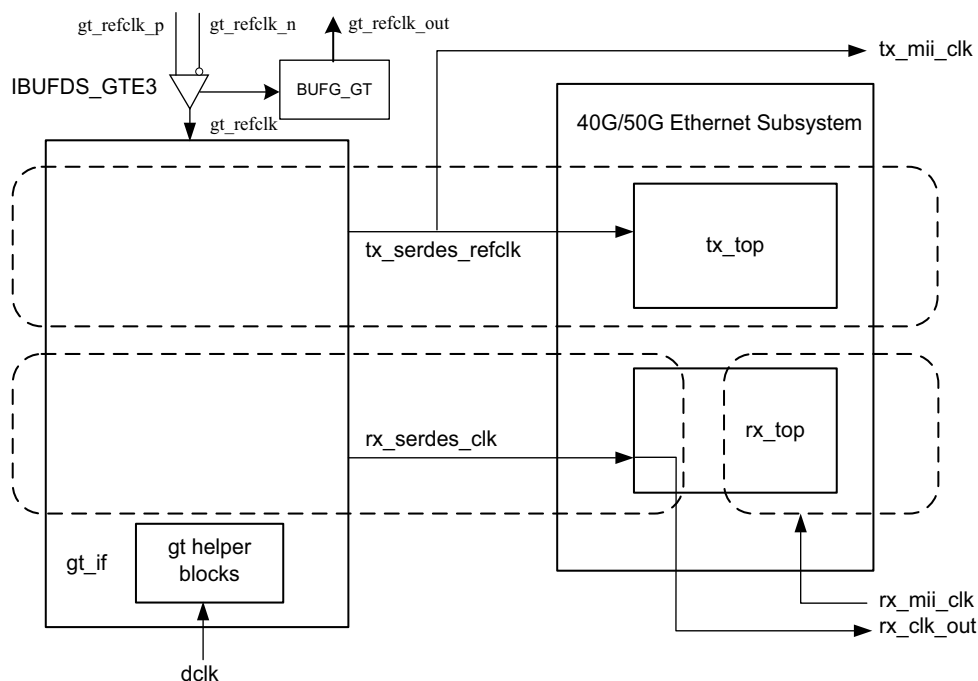 gt_refclk_p
gt_refclk_n
gt_refclk_out
tx_mii_clk
IBUFDS_GTE3
BUFG_GT
gt_refclk
40G/50G Ethernet Subsystem
tx_top
tx_serdes_refclk
rx_top
rx_serdes_clk
gt_if
gt helper
blocks
rx_mii_clk
rx_clk_out
dclk